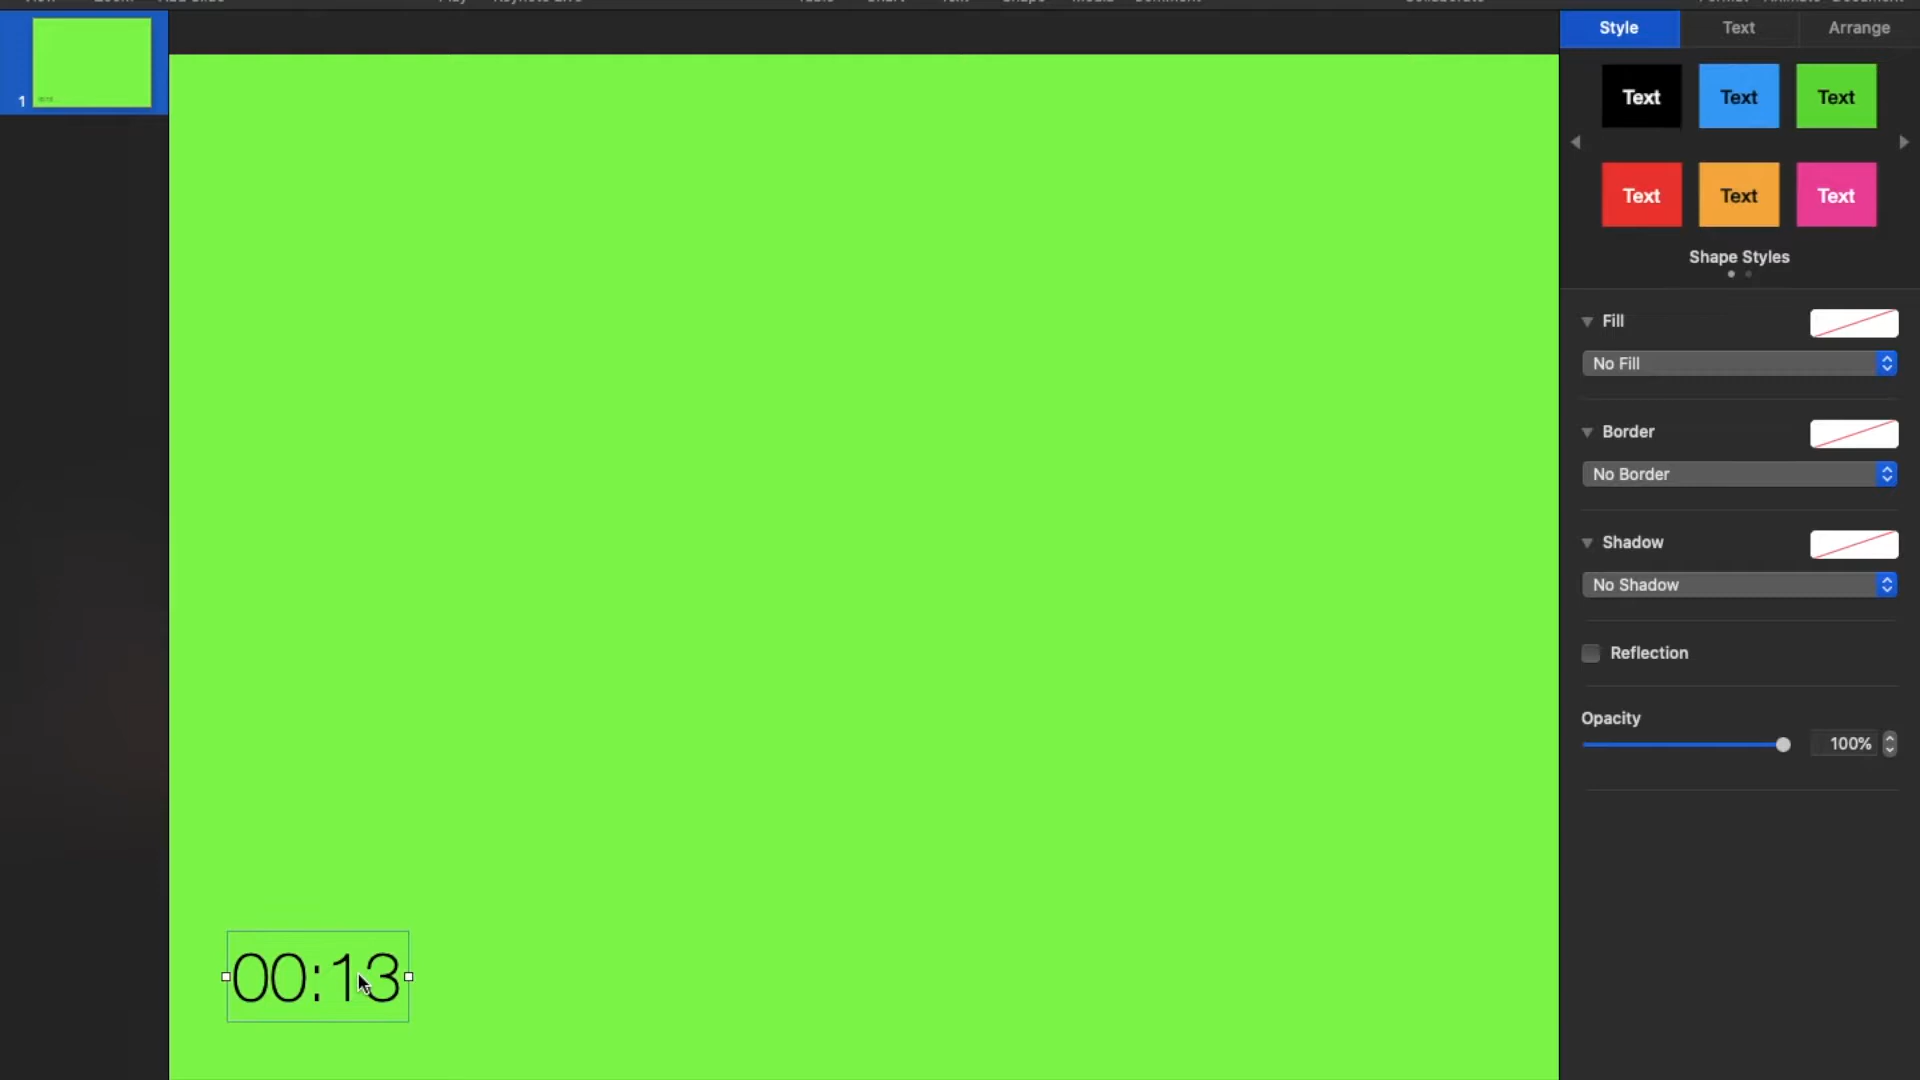 Style
Text
Arrange
Text Text Text
Text Text Text
Shape Styles
Fill
No Fill
Border
No Border
Shadow
No Shadow
Reflection
Opacity
100%
1
00:13